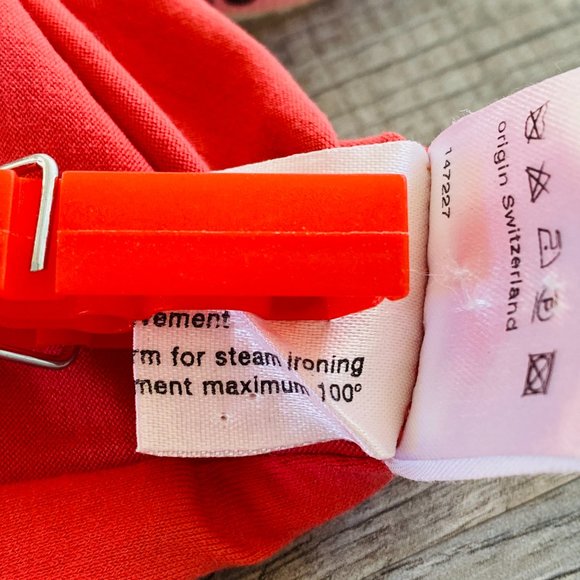 vement
rm for steam ironing
ment maximum 100°
147227
origin Switzerland
P